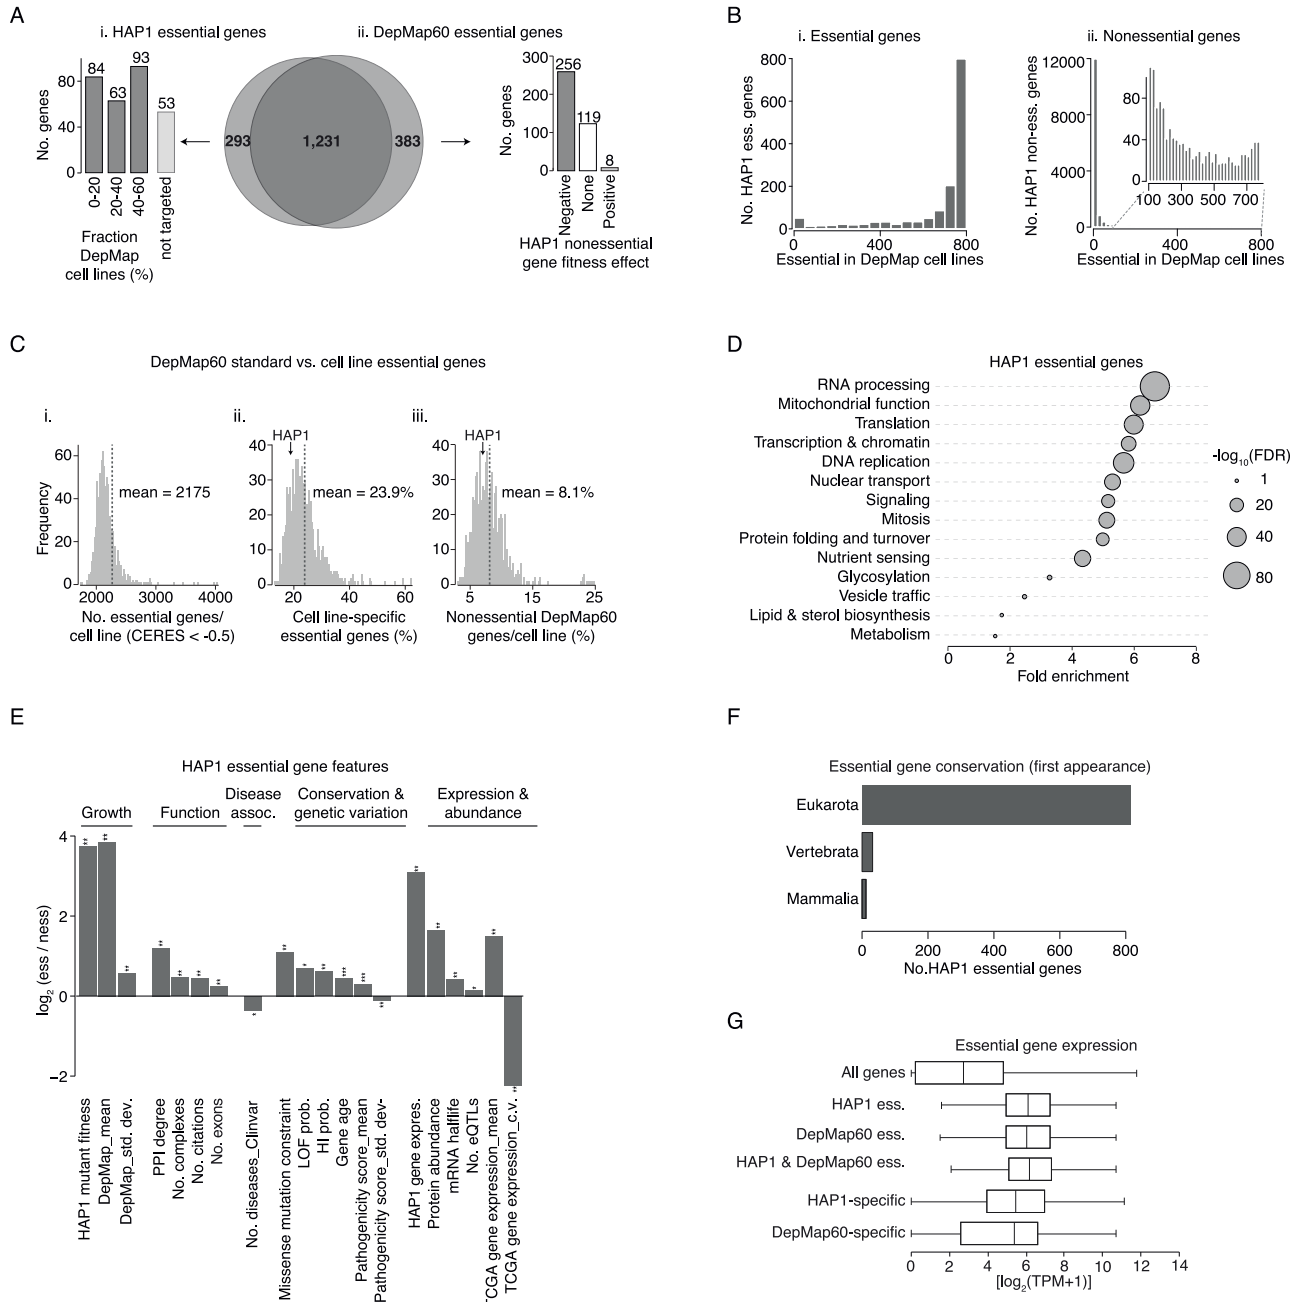 A
i. HAP1 essential genes
ii. DepMap60 essential genes
No. genes
80
40
0
84
63
93
53
0-20
20-40
40-60
not targeted
Fraction
DepMap
cell lines (%)
293
1,231
383
No. genes
300
200
100
0
256
119
8
Negative
None
Positive
HAP1 nonessential
gene fitness effect
B
i. Essential genes
No. HAP1 ess. genes
800
600
400
200
0
0
400
800
Essential in DepMap cell lines
ii. Nonessential genes
No. HAP1 non-ess. genes
12000
8000
4000
0
80
40
0
100
300
500
700
0
400
800
Essential in DepMap cell lines
C
DepMap60 standard vs. cell line essential genes
i.
Frequency
60
40
20
0
mean = 2175
2000
3000
4000
No. essential genes/
cell line (CERES < -0.5)
ii.
HAP1
40
30
20
10
0
mean = 23.9%
20
40
60
Cell line-specific
essential genes (%)
iii.
HAP1
40
30
20
10
0
mean = 8.1%
5
15
25
Nonessential DepMap60
genes/cell line (%)
D
HAP1 essential genes
RNA processing
Mitochondrial function
Translation
Transcription & chromatin
DNA replication
Nuclear transport
Signaling
Mitosis
Protein folding and turnover
Nutrient sensing
Glycosylation
Vesicle traffic
Lipid & sterol biosynthesis
Metabolism
0
2
4
6
8
Fold enrichment
-log10(FDR)
1
20
40
80
E
HAP1 essential gene features
Growth
Function
Disease
assoc.
Conservation &
genetic variation
Expression &
abundance
log2 (ess / ness)
4
2
0
−2
**
**
**
**
**
**
**
*
**
*
**
***
***
**
**
**
**
*
**
**
HAP1 mutant fitness
DepMap_mean
DepMap_std. dev.
PPI degree
No. complexes
No. citations
No. exons
No. diseases_Clinvar
Missense mutation constraint
LOF prob.
HI prob.
Gene age
Pathogenicity score_mean
Pathogenicity score_std. dev-
HAP1 gene expres.
Protein abundance
mRNA halflife
No. eQTLs
TCGA gene expression_mean
TCGA gene expression_c.v.
F
Essential gene conservation (first appearance)
Eukarota
Vertebrata
Mammalia
0
200
400
600
800
No.HAP1 essential genes
G
Essential gene expression
All genes
HAP1 ess.
DepMap60 ess.
HAP1 & DepMap60 ess.
HAP1-specific
DepMap60-specific
0
2
4
6
8
10
12
14
[log2(TPM+1)]